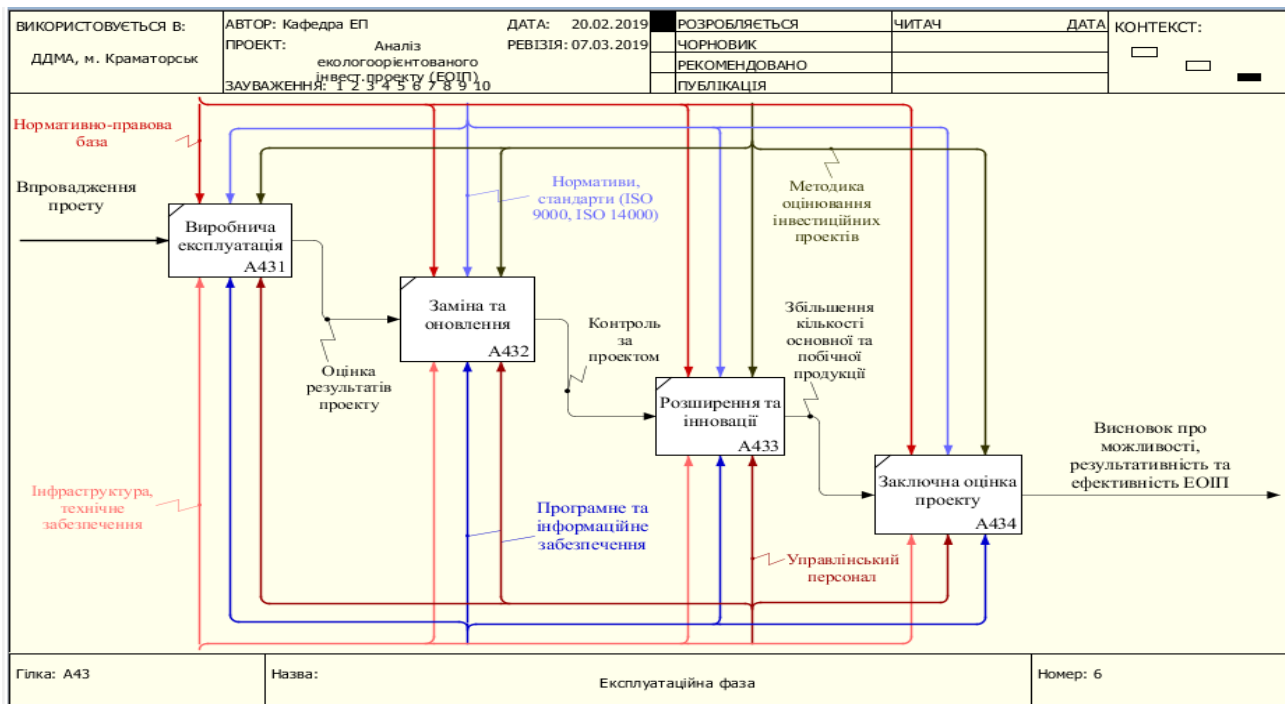 ВИКОРИСТОВУЄТЬСЯ В:
ДДМА, м. Краматорськ
АВТОР: Кафедра ЕП
ДАТА: 20.02.2019
ПРОЕКТ: Аналіз
екологоорієнтованого
інвест.проекту (ЕОІП)
РЕВІЗІЯ: 07.03.2019
ЗАУВАЖЕННЯ: 1 2 3 4 5 6 7 8 9 10
РОЗРОБЛЯЄТЬСЯ
ЧОРНОВИК
РЕКОМЕНДОВАНО
ПУБЛІКАЦІЯ
ЧИТАЧ
ДАТА
КОНТЕКСТ:
Нормативно-правова
база
Впровадження
проету
Виробнича
експлуатація
А431
Нормативи,
стандарти (ISO
9000, ISO 14000)
Методика
оцінювання
інвестиційних
проектів
Заміна та
оновлення
А432
Оцінка
результатів
проекту
Контроль
за
проектом
Збільшення
кількості
основної та
побічної
продукції
Розширення та
інновації
А433
Висновок про
можливості,
результативність та
ефективність ЕОІП
Заключна оцінка
проекту
А434
Інфраструктура,
технічне
забезпечення
Програмне та
інформаційне
забезпечення
Управлінський
персонал
Гілка: А43
Назва:
Експлуатаційна фаза
Номер: 6